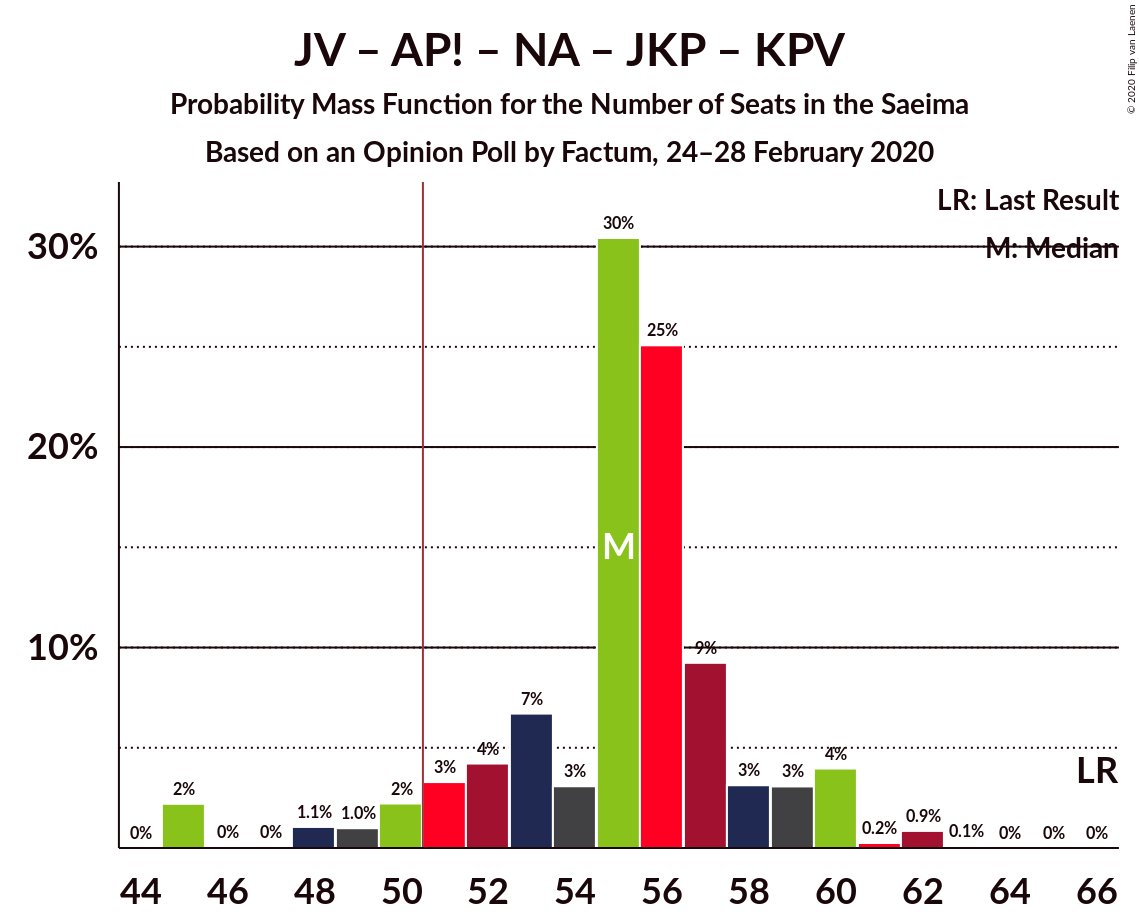 JV – AP! – NA – JKP – KPV
Probability Mass Function for the Number of Seats in the Saeima
Based on an Opinion Poll by Factum, 24–28 February 2020
© 2020 Filip van Laenen
LR: Last Result
M: Median
30%
20%
10%
0% 2% 0% 0% 1.1% 1.0% 2% 3% 4% 7% 3% 30% 25% 9% 3% 3% 4% 0.2% 0.9% 0.1% 0% 0% 0%
M
LR
44 46 48 50 52 54 56 58 60 62 64 66